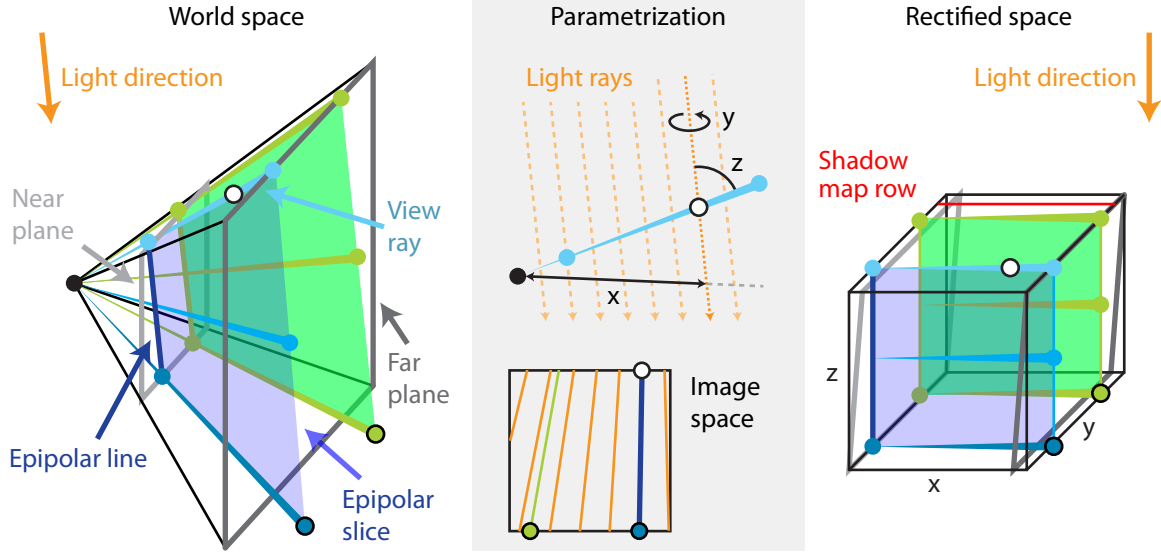 World space
Light direction
Near
plane
View
ray
Far
plane
Epipolar line
Epipolar
slice
Parametrization
Light rays
y
z
x
Image
space
Rectified space
Light direction
Shadow
map row
z
y
x